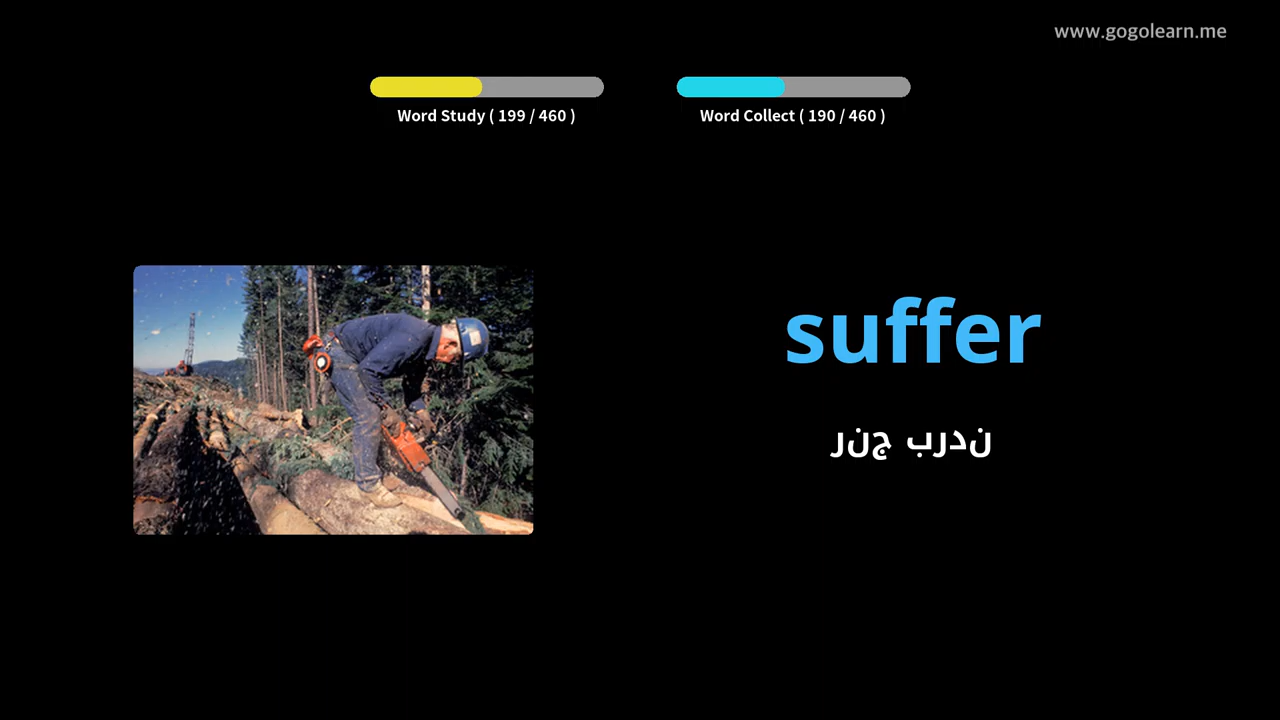 www.gogolearn.me
Word Study ( 199 / 460 )
Word Collect ( 190 / 460 )
suffer
رنج بردن